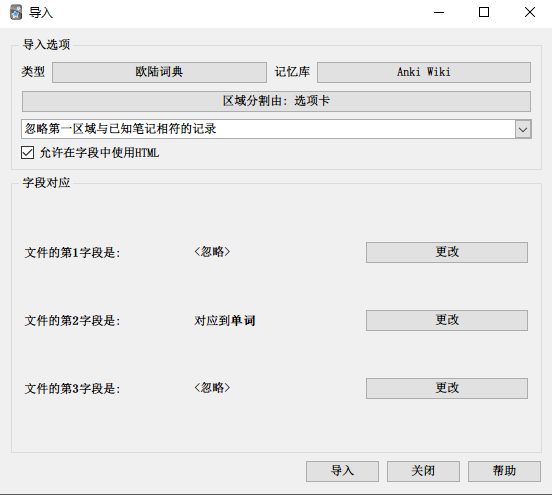 导入
导入选项
类型 欧陆词典 记忆库 Anki Wiki
区域分割由: 选项卡
忽略第一区域与已知笔记相符的记录
允许在字段中使用HTML
字段对应
文件的第1字段是: <忽略> 更改
文件的第2字段是: 对应到单词 更改
文件的第3字段是: <忽略> 更改
导入 关闭 帮助